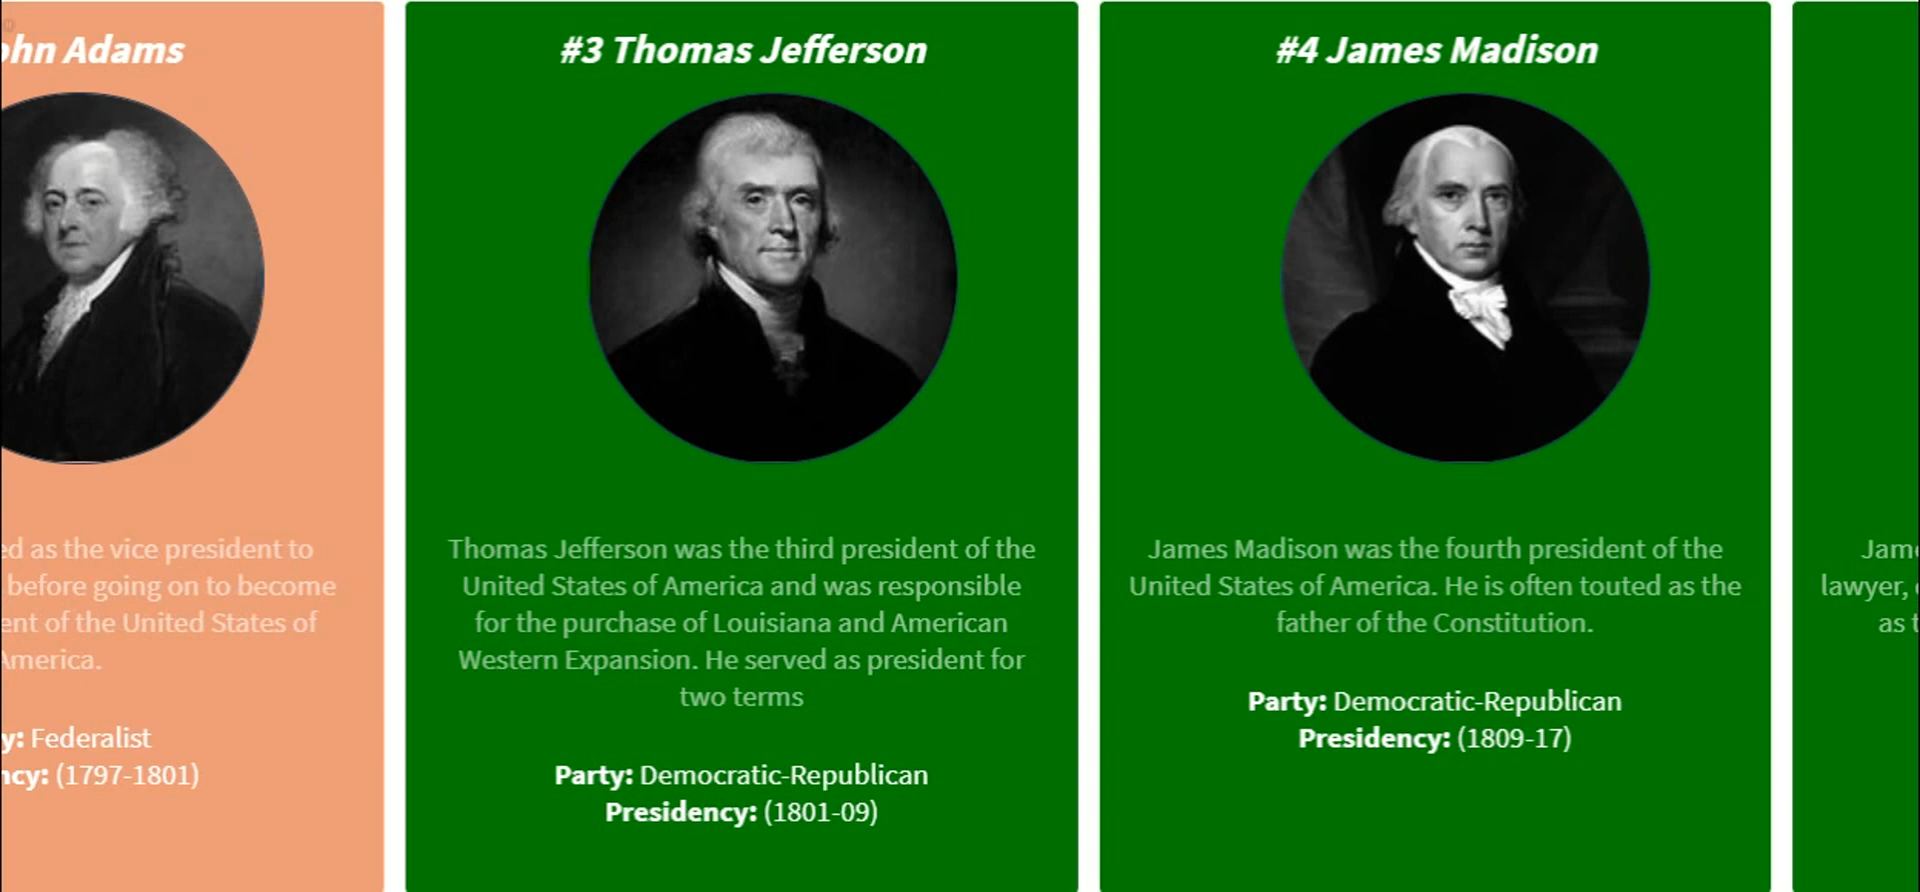 ohn Adams
ed as the vice president to
before going on to become
ent of the United States of
America.
y: Federalist
ncy: (1797-1801)
#3 Thomas Jefferson
Thomas Jefferson was the third president of the
United States of America and was responsible
for the purchase of Louisiana and American
Western Expansion. He served as president for
two terms
Party: Democratic-Republican
Presidency: (1801-09)
#4 James Madison
James Madison was the fourth president of the
United States of America. He is often touted as the
father of the Constitution.
Party: Democratic-Republican
Presidency: (1809-17)
Jame
lawyer,
as t